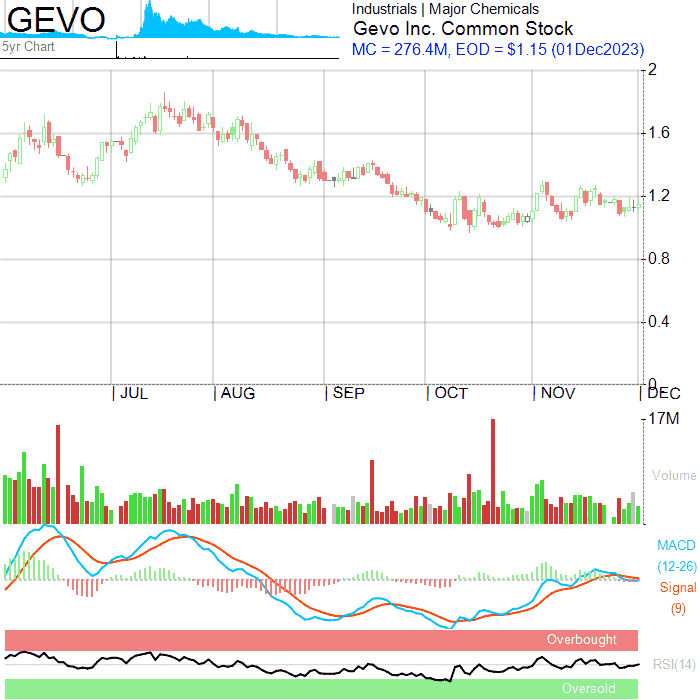 GEVO
5yr Chart
Industrials | Major Chemicals
Gevo Inc. Common Stock
MC = 276.4M, EOD = $1.15 (01Dec2023)
2
1.6
1.2
0.8
0.4
0
JUL AUG SEP OCT NOV DEC
17M
Volume
MACD
(12-26)
Signal
(9)
Overbought
RSI(14)
Oversold